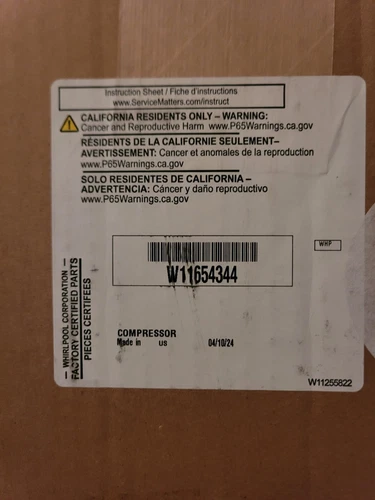 Instruction Sheet / Fiche d'instructions
www.ServiceMatters.com/instruct
CALIFORNIA RESIDENTS ONLY – WARNING:
Cancer and Reproductive Harm www.P65Warnings.ca.gov
RÉSIDENTS DE LA CALIFORNIE SEULEMENT–
AVERTISSEMENT: Cancer et anomales de la reproduction
www.P65Warnings.ca.gov
SOLO RESIDENTES DE CALIFORNIA –
ADVERTENCIA: Cáncer y daño reproductivo
www.P65Warnings.ca.gov
WHP
W11654344
— WHIRLPOOL CORPORATION —
FACTORY CERTIFIED PARTS
PIECES CERTIFEES
COMPRESSOR
Made in US 04/10/24
W11255822